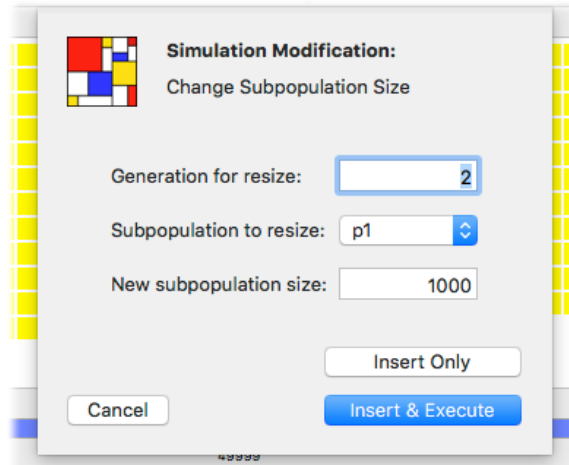 Simulation Modification:
Change Subpopulation Size
Generation for resize: 2
Subpopulation to resize: p1
New subpopulation size: 1000
Insert Only
Cancel Insert & Execute
49999